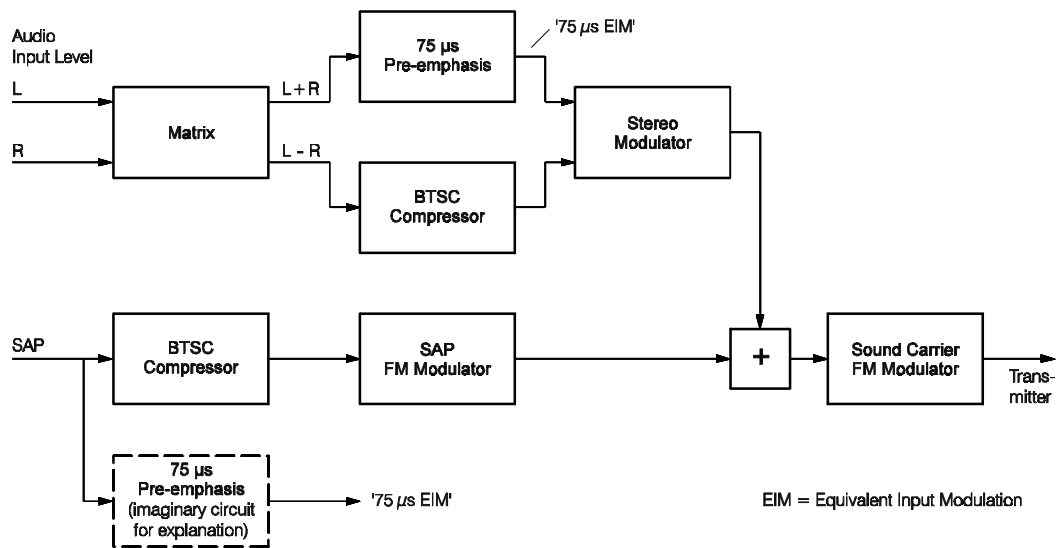 Audio
Input Level
L
R
Matrix
L+R
L – R
75 µs
Pre-emphasis
'75 µs EIM'
BTSC
Compressor
Stereo
Modulator
SAP
BTSC
Compressor
SAP
FM Modulator
+
Sound Carrier
FM Modulator
Trans-
mitter
75 µs
Pre-emphasis
(imaginary circuit
for explanation)
'75 µs EIM'
EIM = Equivalent Input Modulation